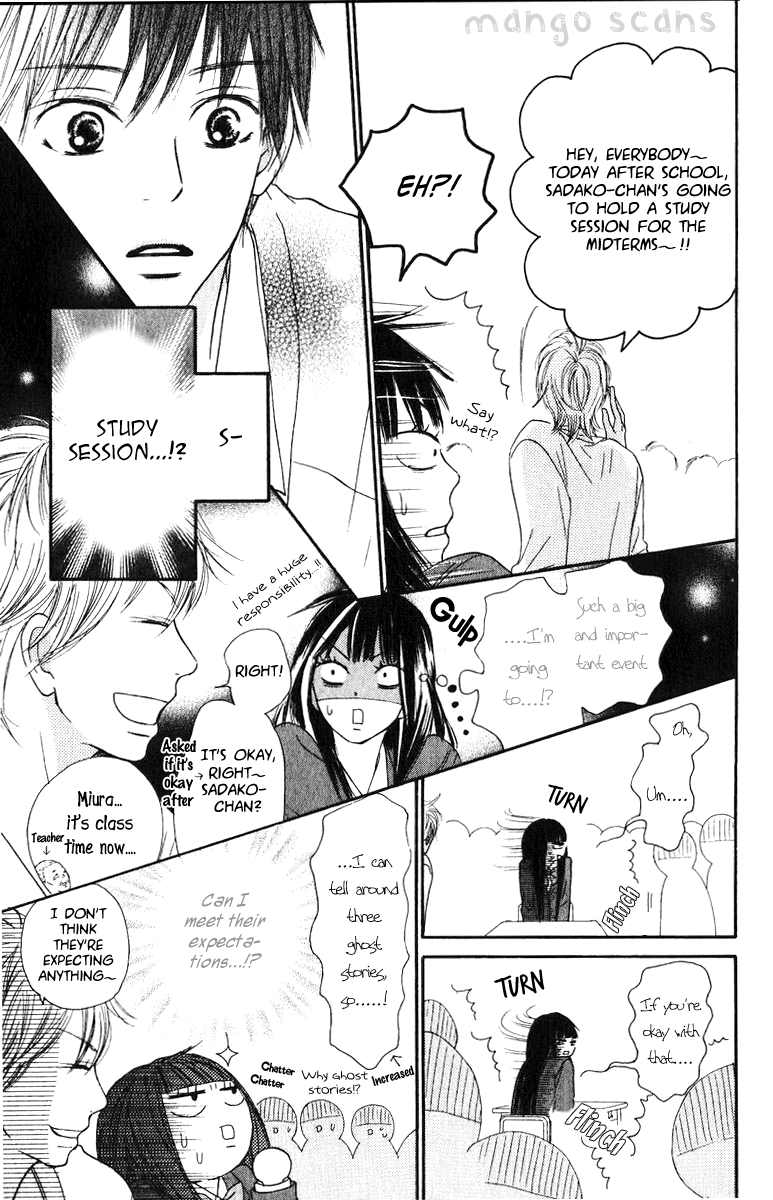 mango scans
HEY, EVERYBODY~
TODAY AFTER SCHOOL,
SADAKO-CHAN'S GOING
TO HOLD A STUDY
SESSION FOR THE
MIDTERMS~!!
EH?!
Say
what!?
S-
STUDY
SESSION...!?
Such a big
and impor-
tant event
....I'm
going
to....!?
Gulp
I have a huge
responsibility...!!
RIGHT!
IT'S OKAY,
RIGHT~
SADAKO-
CHAN?
Asked
if it's
okay
after
Miura...
it's class
time now....
Teacher
Oh,
Um....
TURN
Flinch
If you're
okay with
that....
TURN
Flinch
...I can
tell around
three
ghost
stories,
so......!
Increased
Why ghost
stories!?
Chatter
Chatter
Can I
meet their
expecta-
tions...!?
I DON'T
THINK
THEY'RE
EXPECTING
ANYTHING~